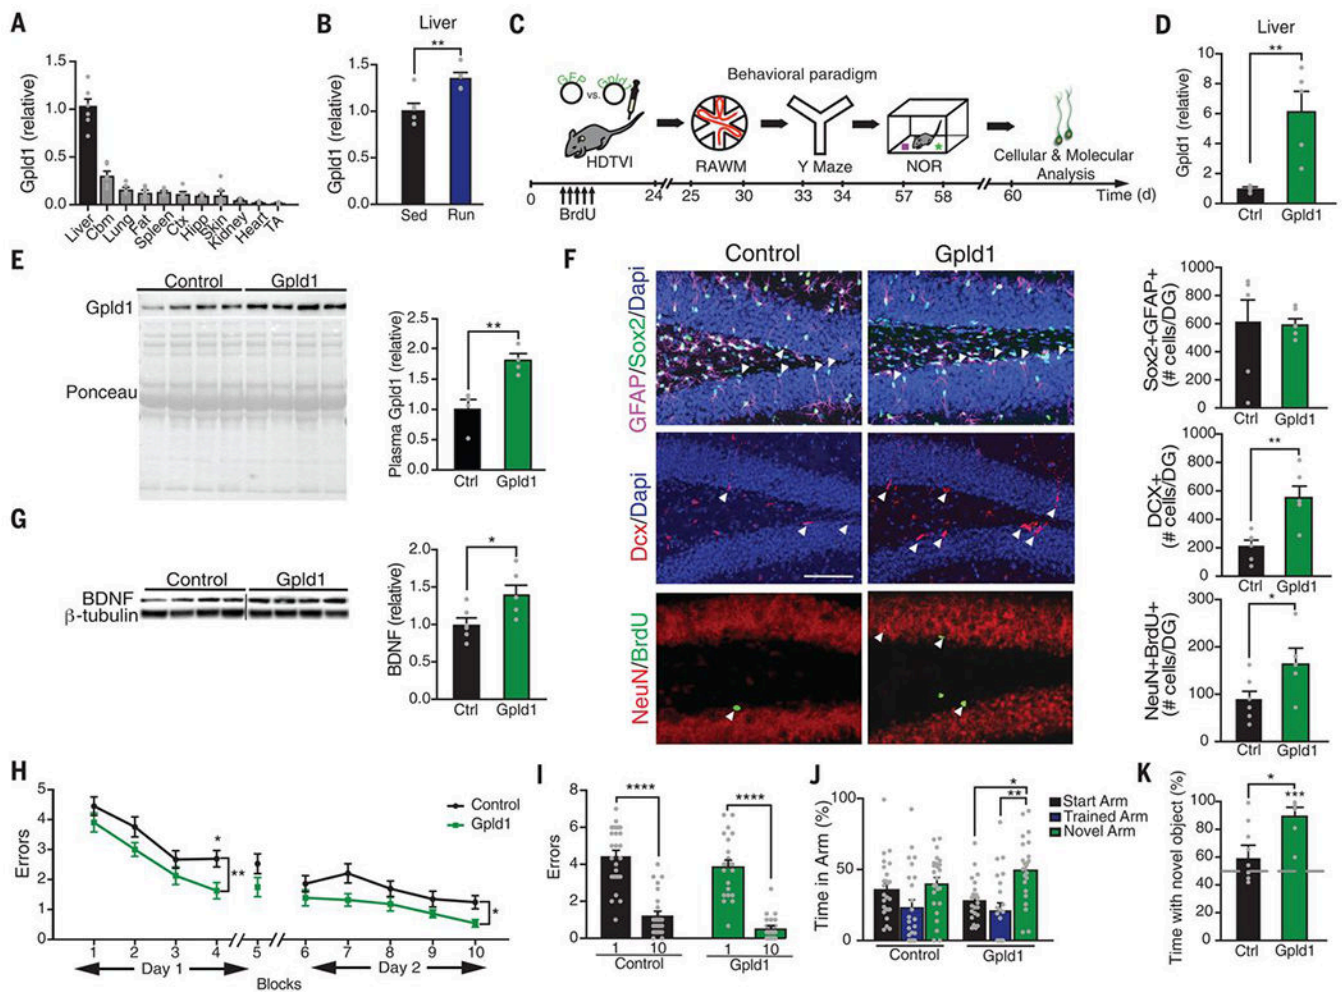 A
Gpld1 (relative)
1.5
1.0
0.5
0
Liver
Cbm
Lung
Fat
Spleen
Ctx
Hipp
Skin
Kidney
Heart
TA
B
Liver
**
Gpld1 (relative)
1.5
1.0
0.5
0
Sed Run
C
GFP vs. Gpld1
HDTVI
Behavioral paradigm
RAWM
Y Maze
NOR
Cellular & Molecular
Analysis
0 24 25 30 33 34 57 58 60 Time (d)
BrdU
D
Liver
**
Gpld1 (relative)
10
8
6
4
2
0
Ctrl Gpld1
E
Control Gpld1
Gpld1
Ponceau
**
Plasma Gpld1 (relative)
2.5
2.0
1.5
1.0
0.5
0.0
Ctrl Gpld1
F
Control Gpld1
GFAP/Sox2/Dapi
Dcx/Dapi
NeuN/BrdU
Sox2+GFAP+
(# cells/DG)
1000
800
600
400
200
0
Ctrl Gpld1
**
DCX+
(# cells/DG)
1000
800
600
400
200
0
Ctrl Gpld1
*
NeuN+BrdU+
(# cells/DG)
300
200
100
0
Ctrl Gpld1
G
Control Gpld1
BDNF
β-tubulin
*
BDNF (relative)
2.0
1.5
1.0
1.5
0.0
Ctrl Gpld1
H
Errors
5
4
3
2
1
0
Control
Gpld1
*
**
*
1 2 3 4 5 6 7 8 9 10
Day 1 Day 2
Blocks
I
Errors
8
6
4
2
0
**** ****
1 10 1 10
Control Gpld1
J
Time in Arm (%)
100
50
0
*
**
Start Arm
Trained Arm
Novel Arm
Control Gpld1
K
Time with novel object (%)
100
75
50
25
0
*
***
Ctrl Gpld1